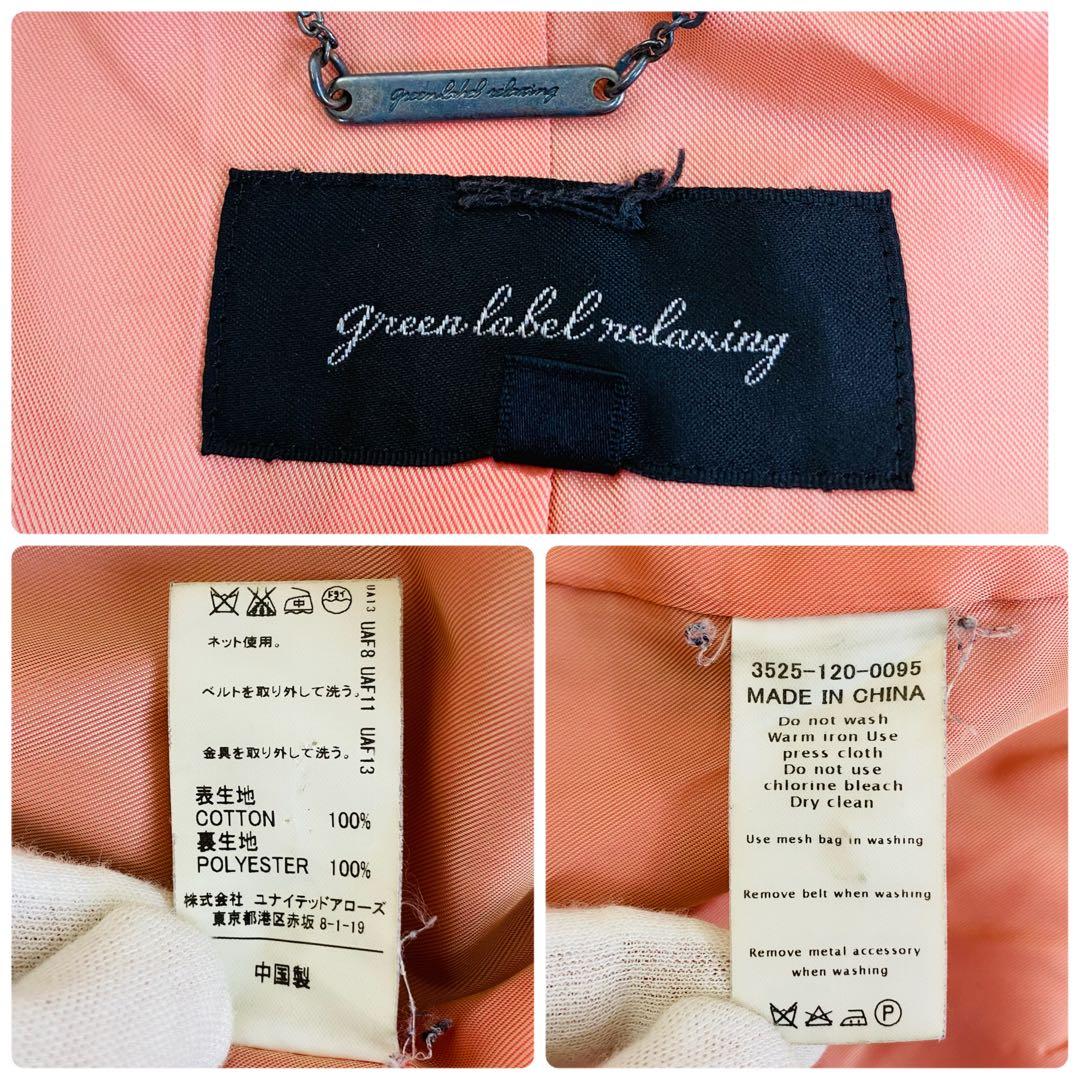 green label relaxing
green label relaxing
中
ドライ
UA13 UAF8 UAF11 UAF13
ネット使用。
ベルトを取り外して洗う。
金具を取り外して洗う。
表生地
COTTON 100%
裏生地
POLYESTER 100%
株式会社 ユナイテッドアローズ
東京都港区赤坂 8-1-19
中国製
3525-120-0095
MADE IN CHINA
Do not wash
Warm iron Use
press cloth
Do not use
chlorine bleach
Dry clean
Use mesh bag in washing
Remove belt when washing
Remove metal accessory
when washing
P